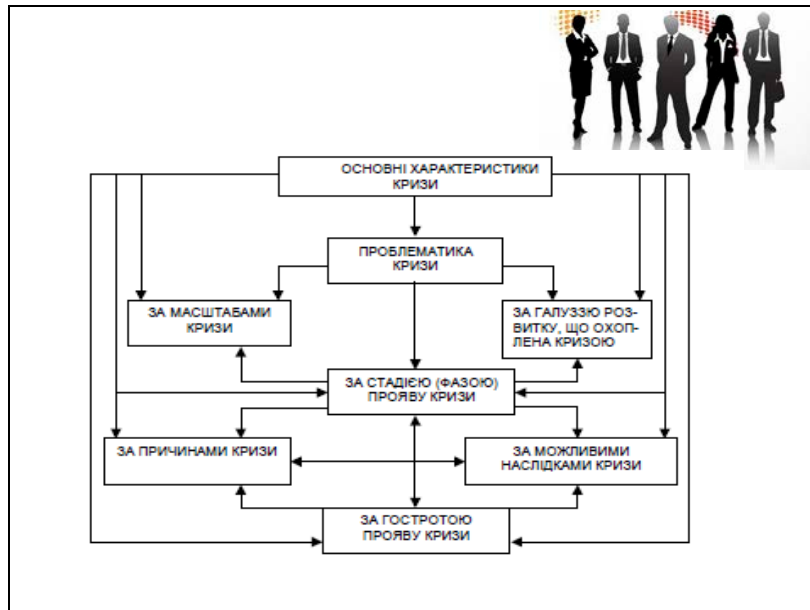 ОСНОВНІ ХАРАКТЕРИСТИКИ
КРИЗИ
ПРОБЛЕМАТИКА
КРИЗИ
ЗА МАСШТАБАМИ
КРИЗИ
ЗА ГАЛУЗЗЮ РОЗ-
ВИТКУ, ЩО ОХОП-
ЛЕНА КРИЗОЮ
ЗА СТАДІЄЮ (ФАЗОЮ)
ПРОЯВУ КРИЗИ
ЗА ПРИЧИНАМИ КРИЗИ
ЗА МОЖЛИВИМИ
НАСЛІДКАМИ КРИЗИ
ЗА ГОСТРОТОЮ
ПРОЯВУ КРИЗИ